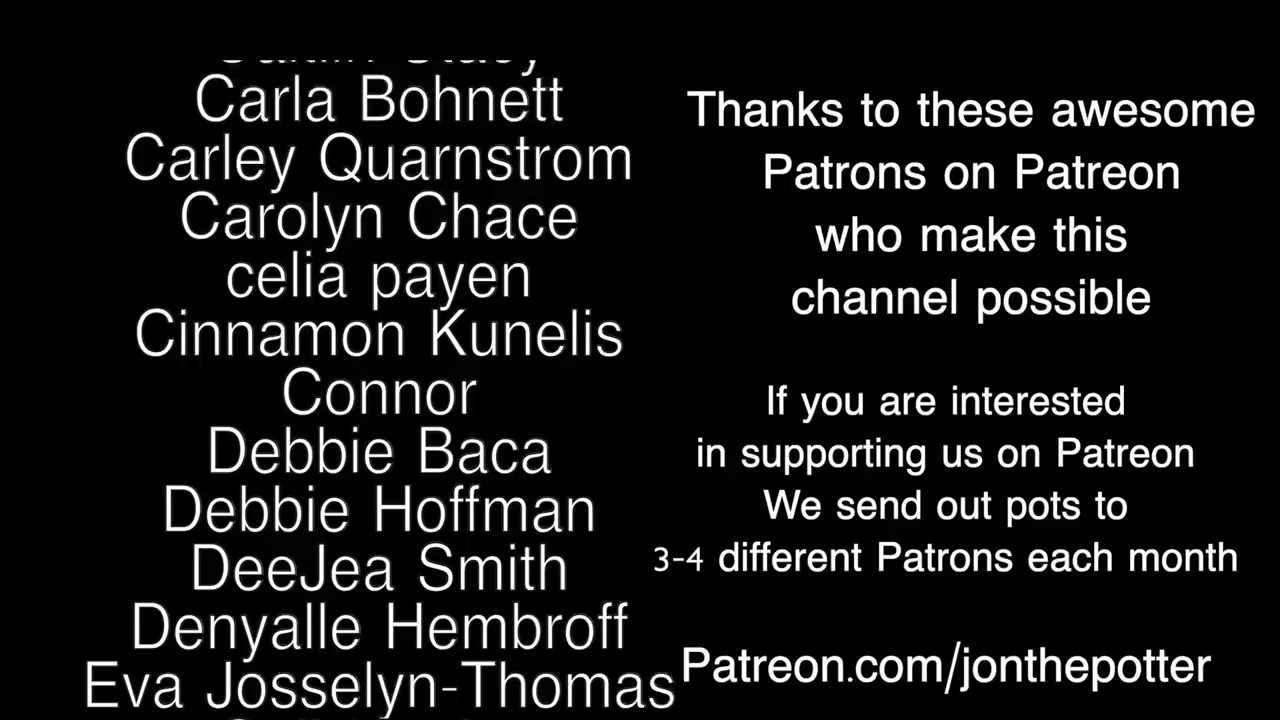 Carla Bohnett
Carley Quarnstrom
Carolyn Chace
celia payen
Cinnamon Kunelis
Connor
Debbie Baca
Debbie Hoffman
DeeJea Smith
Denyalle Hembroff
Eva Josselyn-Thomas
Thanks to these awesome
Patrons on Patreon
who make this
channel possible
If you are interested
in supporting us on Patreon
We send out pots to
3-4 different Patrons each month
Patreon.com/jonthepotter